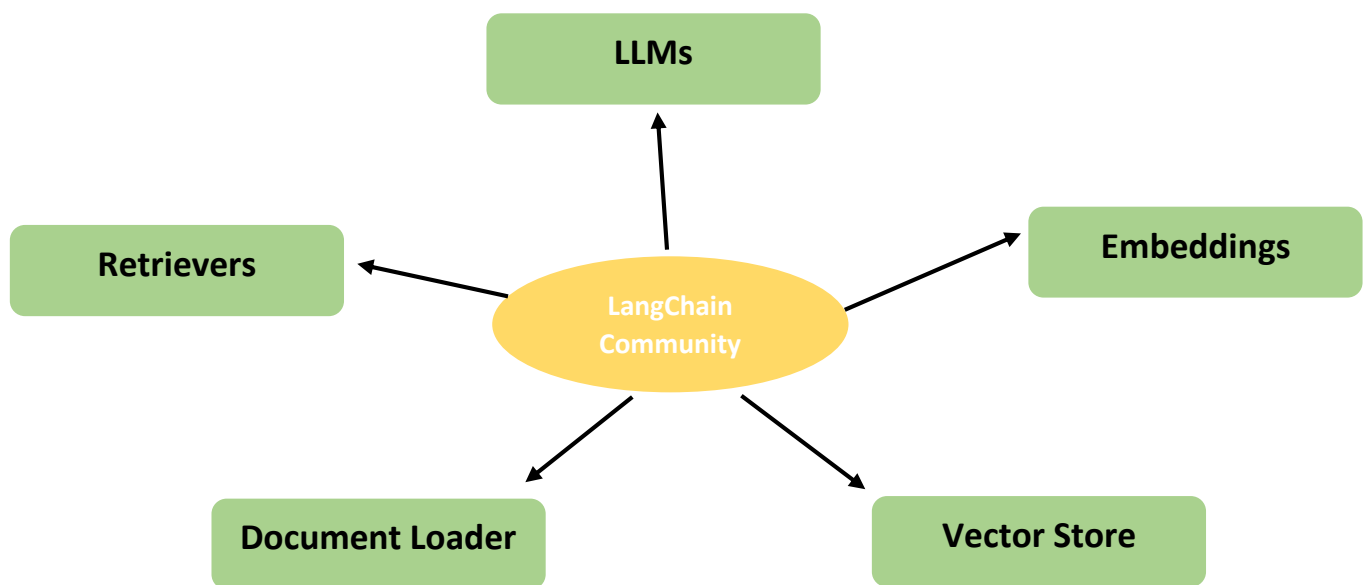 LLMs
Embeddings
Retrievers
LangChain
Community
Document Loader
Vector Store